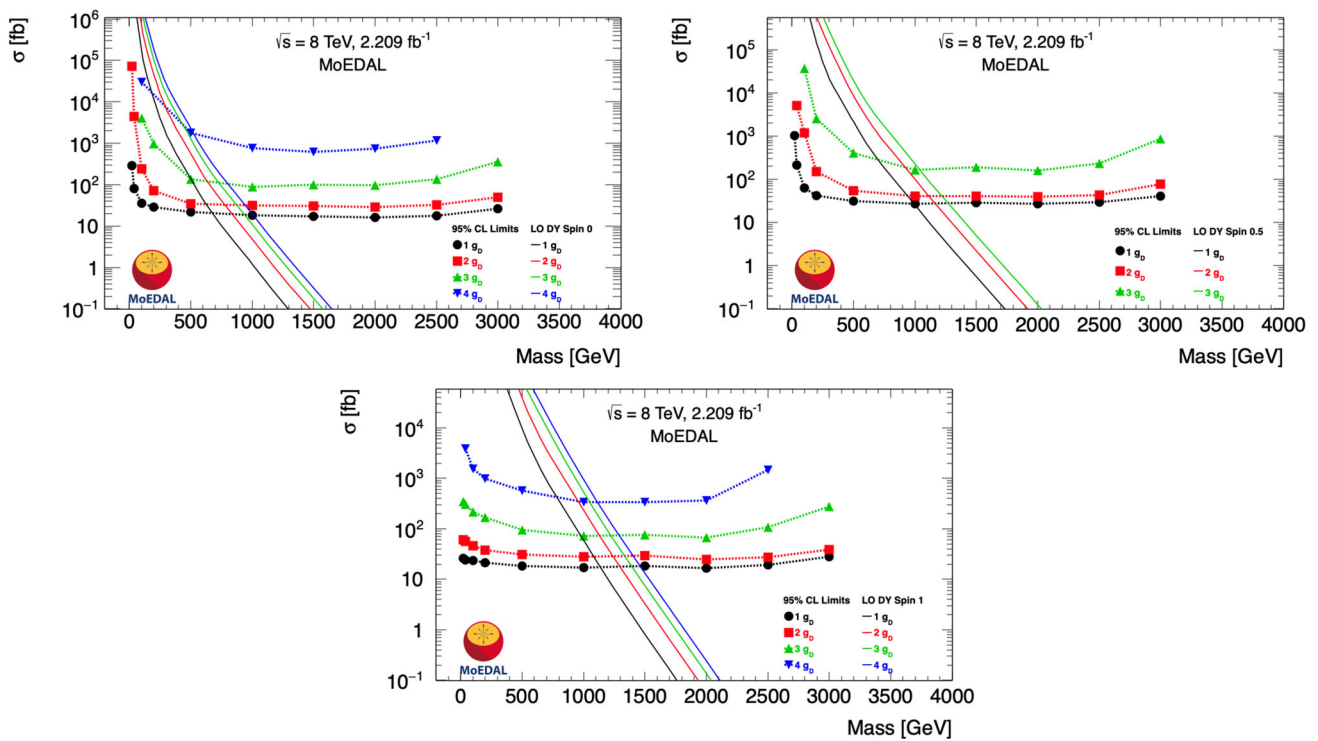 σ [fb]
10⁶
10⁵
10⁴
10³
10²
10
1
10⁻¹
√s = 8 TeV, 2.209 fb⁻¹
MoEDAL
95% CL Limits LO DY Spin 0
1 g_D 1 g_D
2 g_D 2 g_D
3 g_D 3 g_D
4 g_D 4 g_D
MoEDAL
0 500 1000 1500 2000 2500 3000 3500 4000
Mass [GeV]
σ [fb]
10⁵
10⁴
10³
10²
10
1
10⁻¹
√s = 8 TeV, 2.209 fb⁻¹
MoEDAL
95% CL Limits LO DY Spin 0.5
1 g_D 1 g_D
2 g_D 2 g_D
3 g_D 3 g_D
MoEDAL
0 500 1000 1500 2000 2500 3000 3500 4000
Mass [GeV]
σ [fb]
10⁴
10³
10²
10
1
10⁻¹
√s = 8 TeV, 2.209 fb⁻¹
MoEDAL
95% CL Limits LO DY Spin 1
1 g_D 1 g_D
2 g_D 2 g_D
3 g_D 3 g_D
4 g_D 4 g_D
MoEDAL
0 500 1000 1500 2000 2500 3000 3500 4000
Mass [GeV]